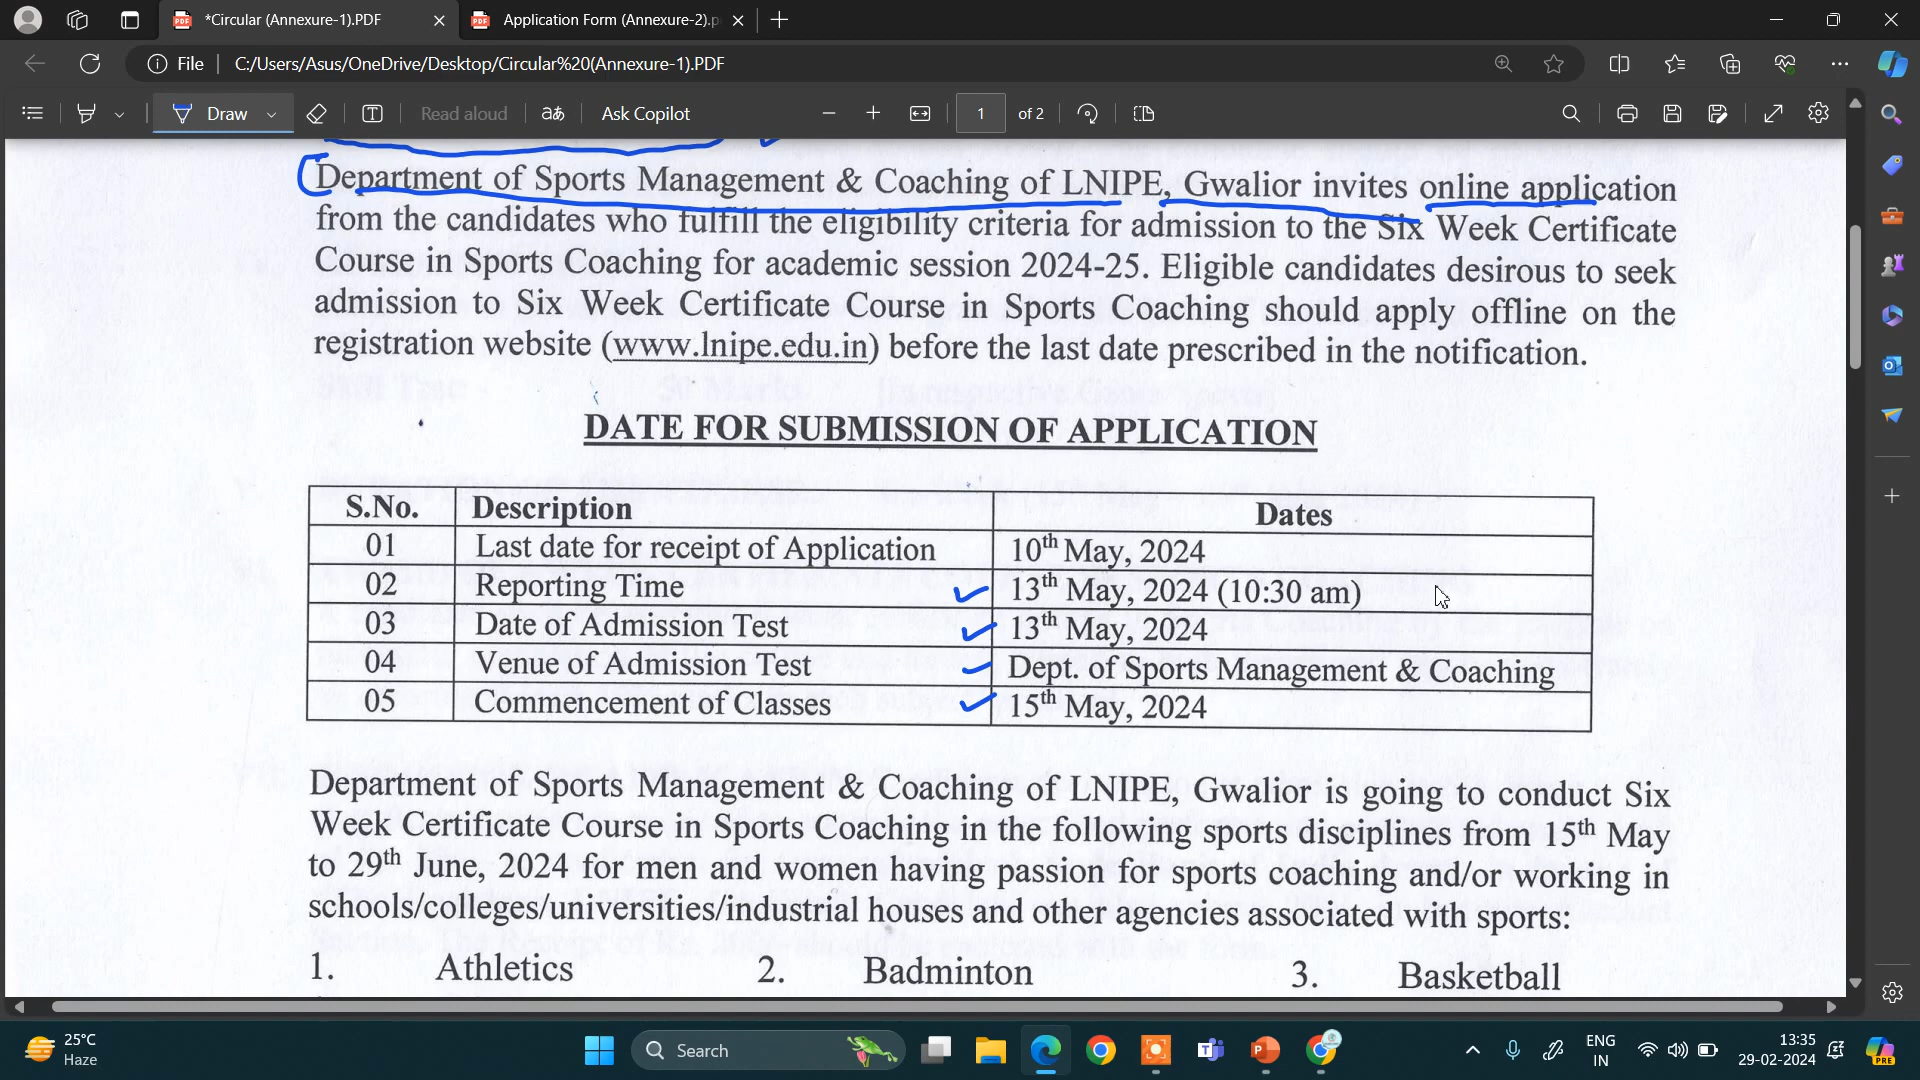 *Circular (Annexure-1).PDF
Application Form (Annexure-2).p
File
C:/Users/Asus/OneDrive/Desktop/Circular%20(Annexure-1).PDF
Draw
Read aloud
aあ
Ask Copilot
1
of 2
Department of Sports Management & Coaching of LNIPE, Gwalior invites online application
from the candidates who fulfill the eligibility criteria for admission to the Six Week Certificate
Course in Sports Coaching for academic session 2024-25. Eligible candidates desirous to seek
admission to Six Week Certificate Course in Sports Coaching should apply offline on the
registration website (www.lnipe.edu.in) before the last date prescribed in the notification.
DATE FOR SUBMISSION OF APPLICATION
S.No. Description Dates
01 Last date for receipt of Application 10th May, 2024
02 Reporting Time 13th May, 2024 (10:30 am)
03 Date of Admission Test 13th May, 2024
04 Venue of Admission Test Dept. of Sports Management & Coaching
05 Commencement of Classes 15th May, 2024
Department of Sports Management & Coaching of LNIPE, Gwalior is going to conduct Six
Week Certificate Course in Sports Coaching in the following sports disciplines from 15th May
to 29th June, 2024 for men and women having passion for sports coaching and/or working in
schools/colleges/universities/industrial houses and other agencies associated with sports:
1. Athletics 2. Badminton 3. Basketball
25°C
Haze
Search
ENG
IN
13:35
29-02-2024
PRE